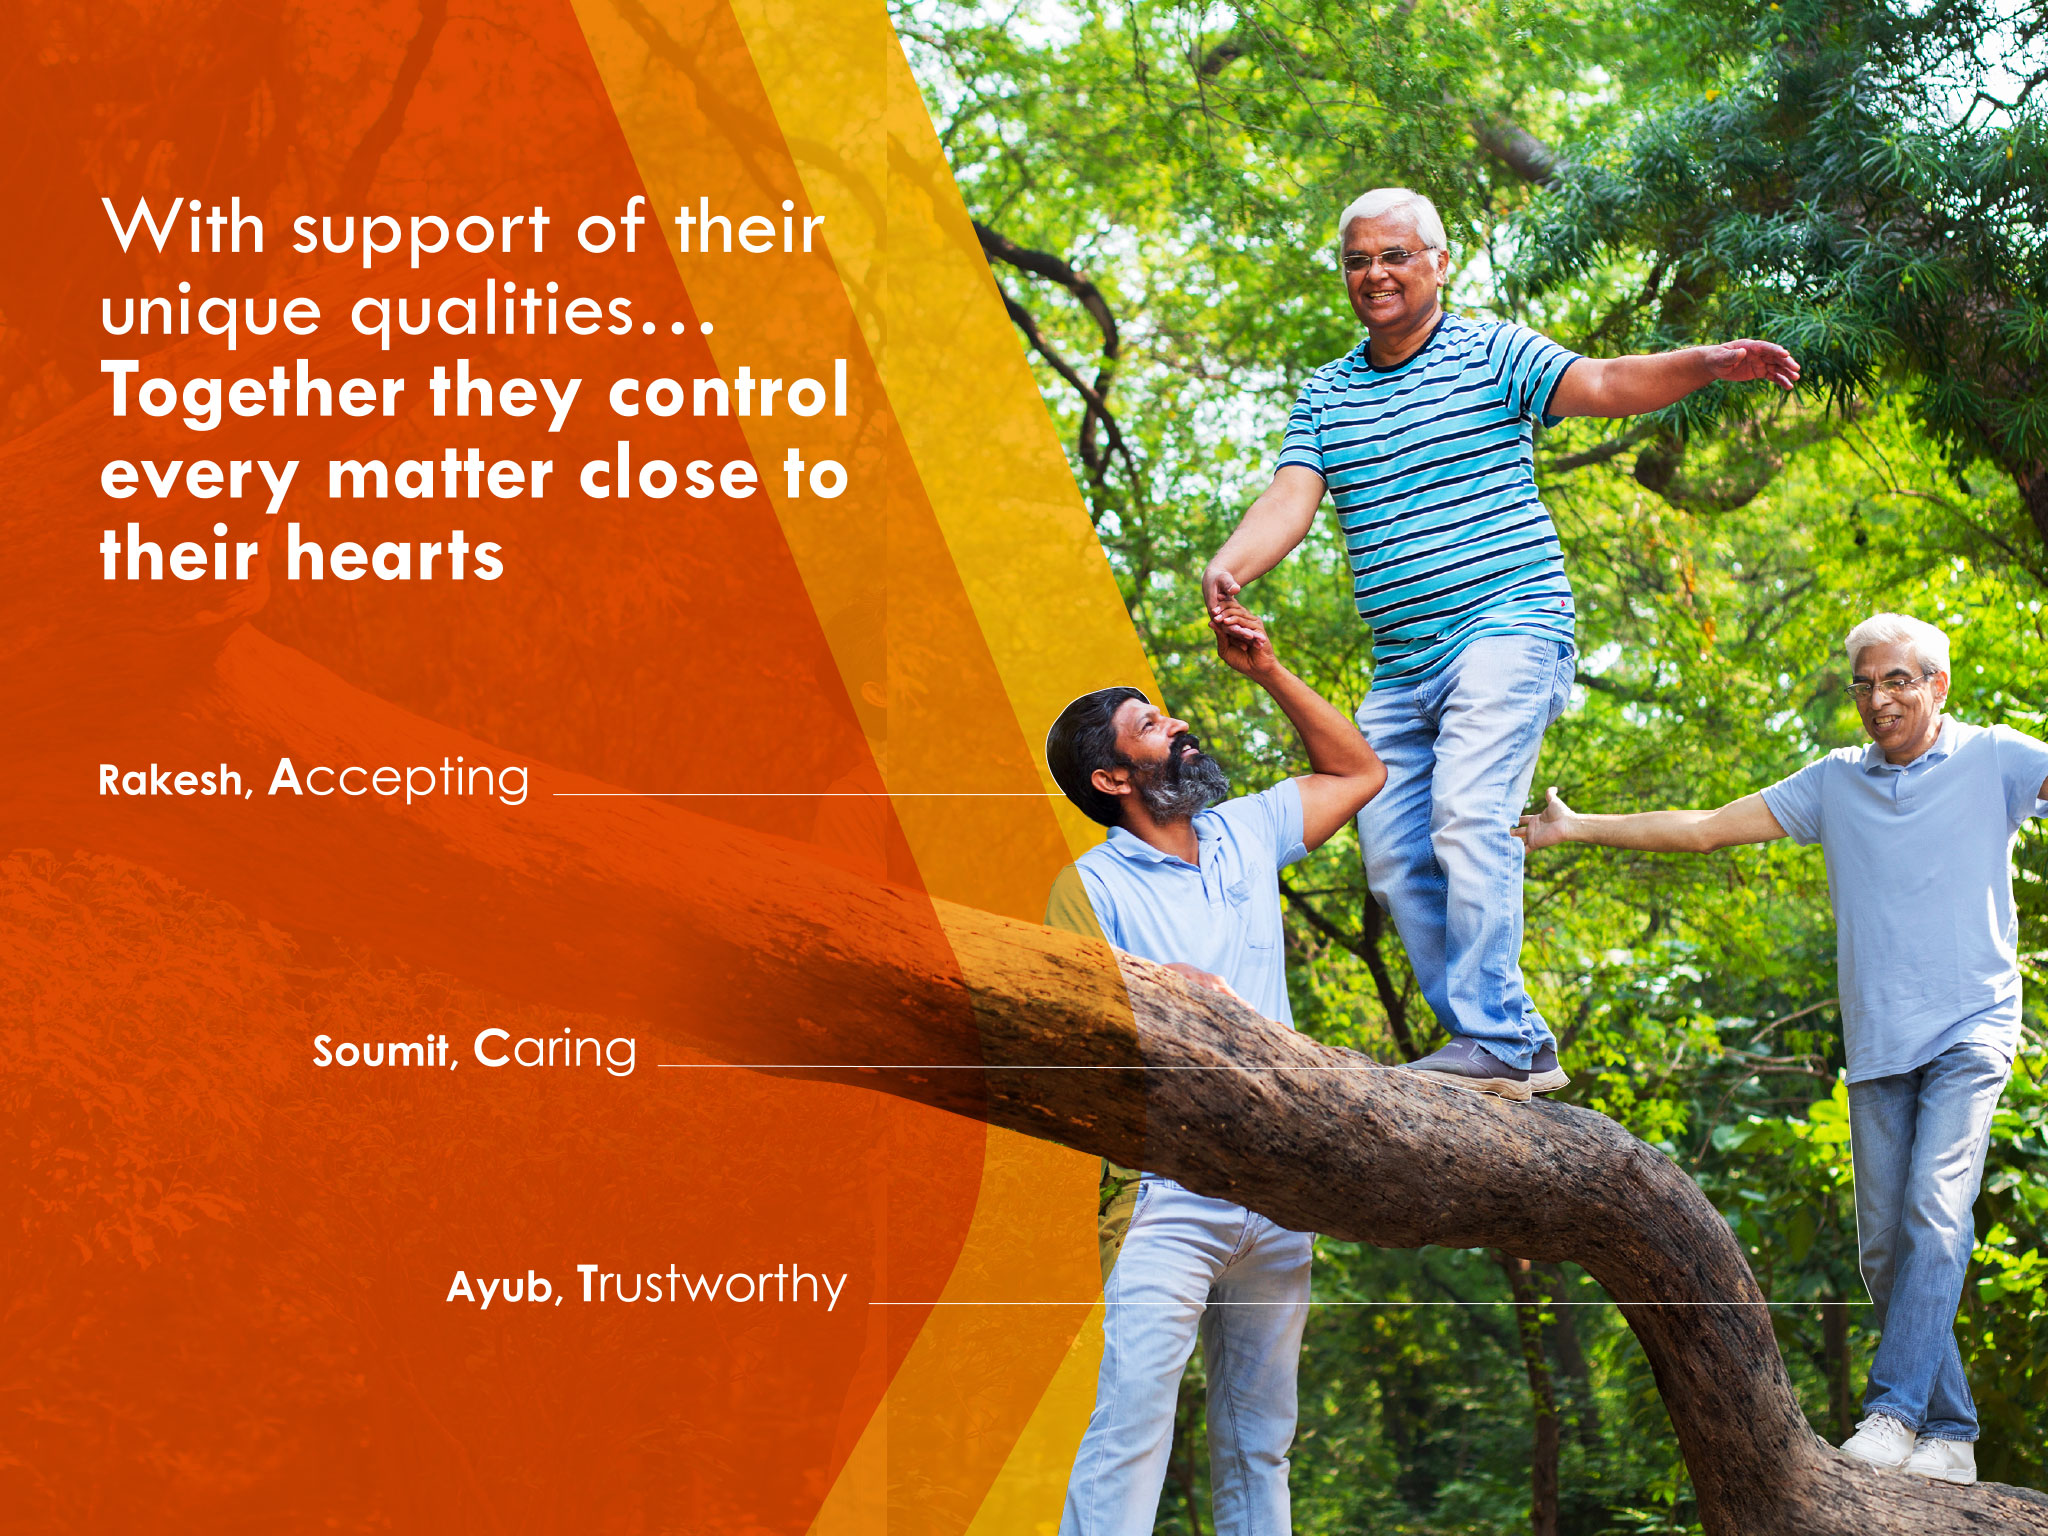 With support of their
unique qualities...
Together they control
every matter close to
their hearts
Rakesh, Accepting
Soumit, Caring
Ayub, Trustworthy